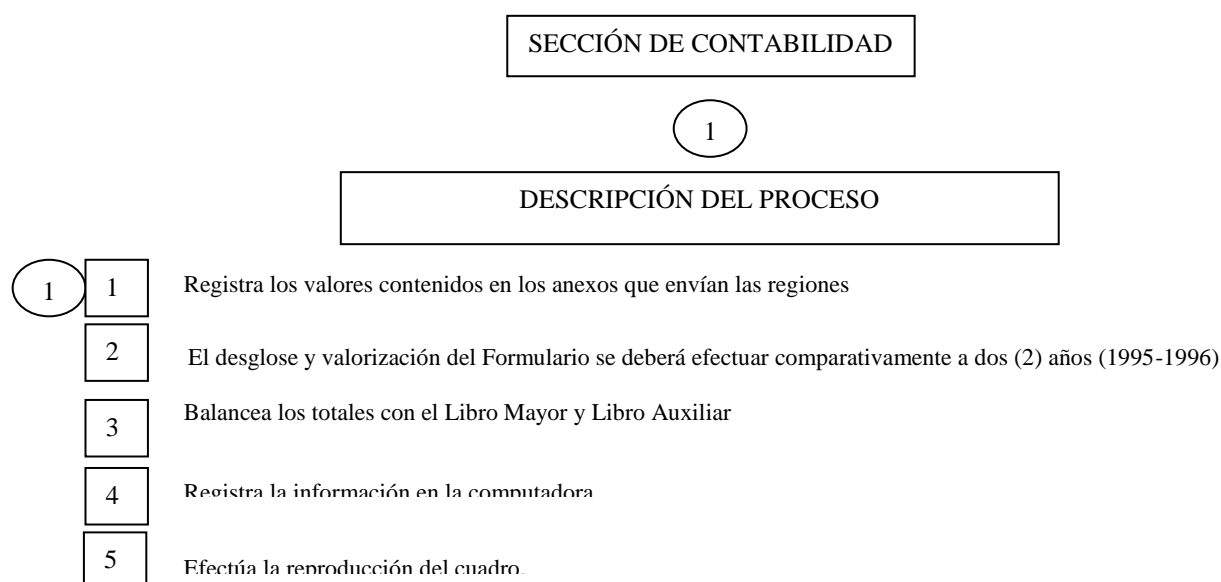 SECCIÓN DE CONTABILIDAD
1
DESCRIPCIÓN DEL PROCESO
1 1 Registra los valores contenidos en los anexos que envían las regiones
2 El desglose y valorización del Formulario se deberá efectuar comparativamente a dos (2) años (1995-1996)
3 Balancea los totales con el Libro Mayor y Libro Auxiliar
4 Registra la información en la computadora
5 Efectúa la reproducción del cuadro.